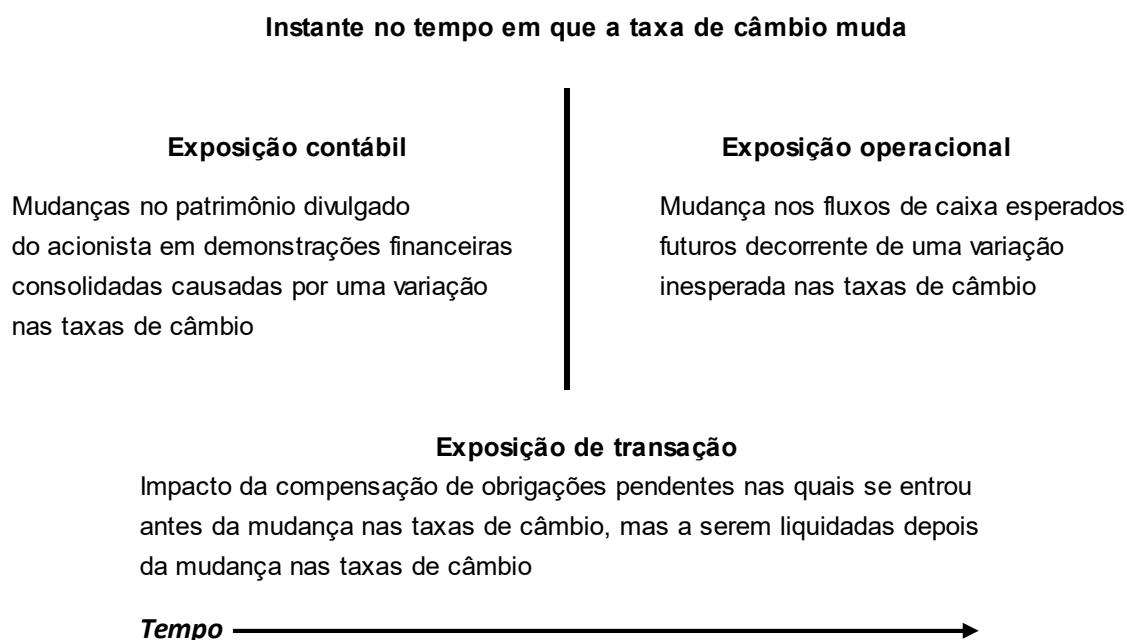 Instante no tempo em que a taxa de câmbio muda
Exposição contábil
Mudanças no patrimônio divulgado
do acionista em demonstrações financeiras
consolidadas causadas por uma variação
nas taxas de câmbio
Exposição operacional
Mudança nos fluxos de caixa esperados
futuros decorrente de uma variação
inesperada nas taxas de câmbio
Exposição de transação
Impacto da compensação de obrigações pendentes nas quais se entrou
antes da mudança nas taxas de câmbio, mas a serem liquidadas depois
da mudança nas taxas de câmbio
Tempo